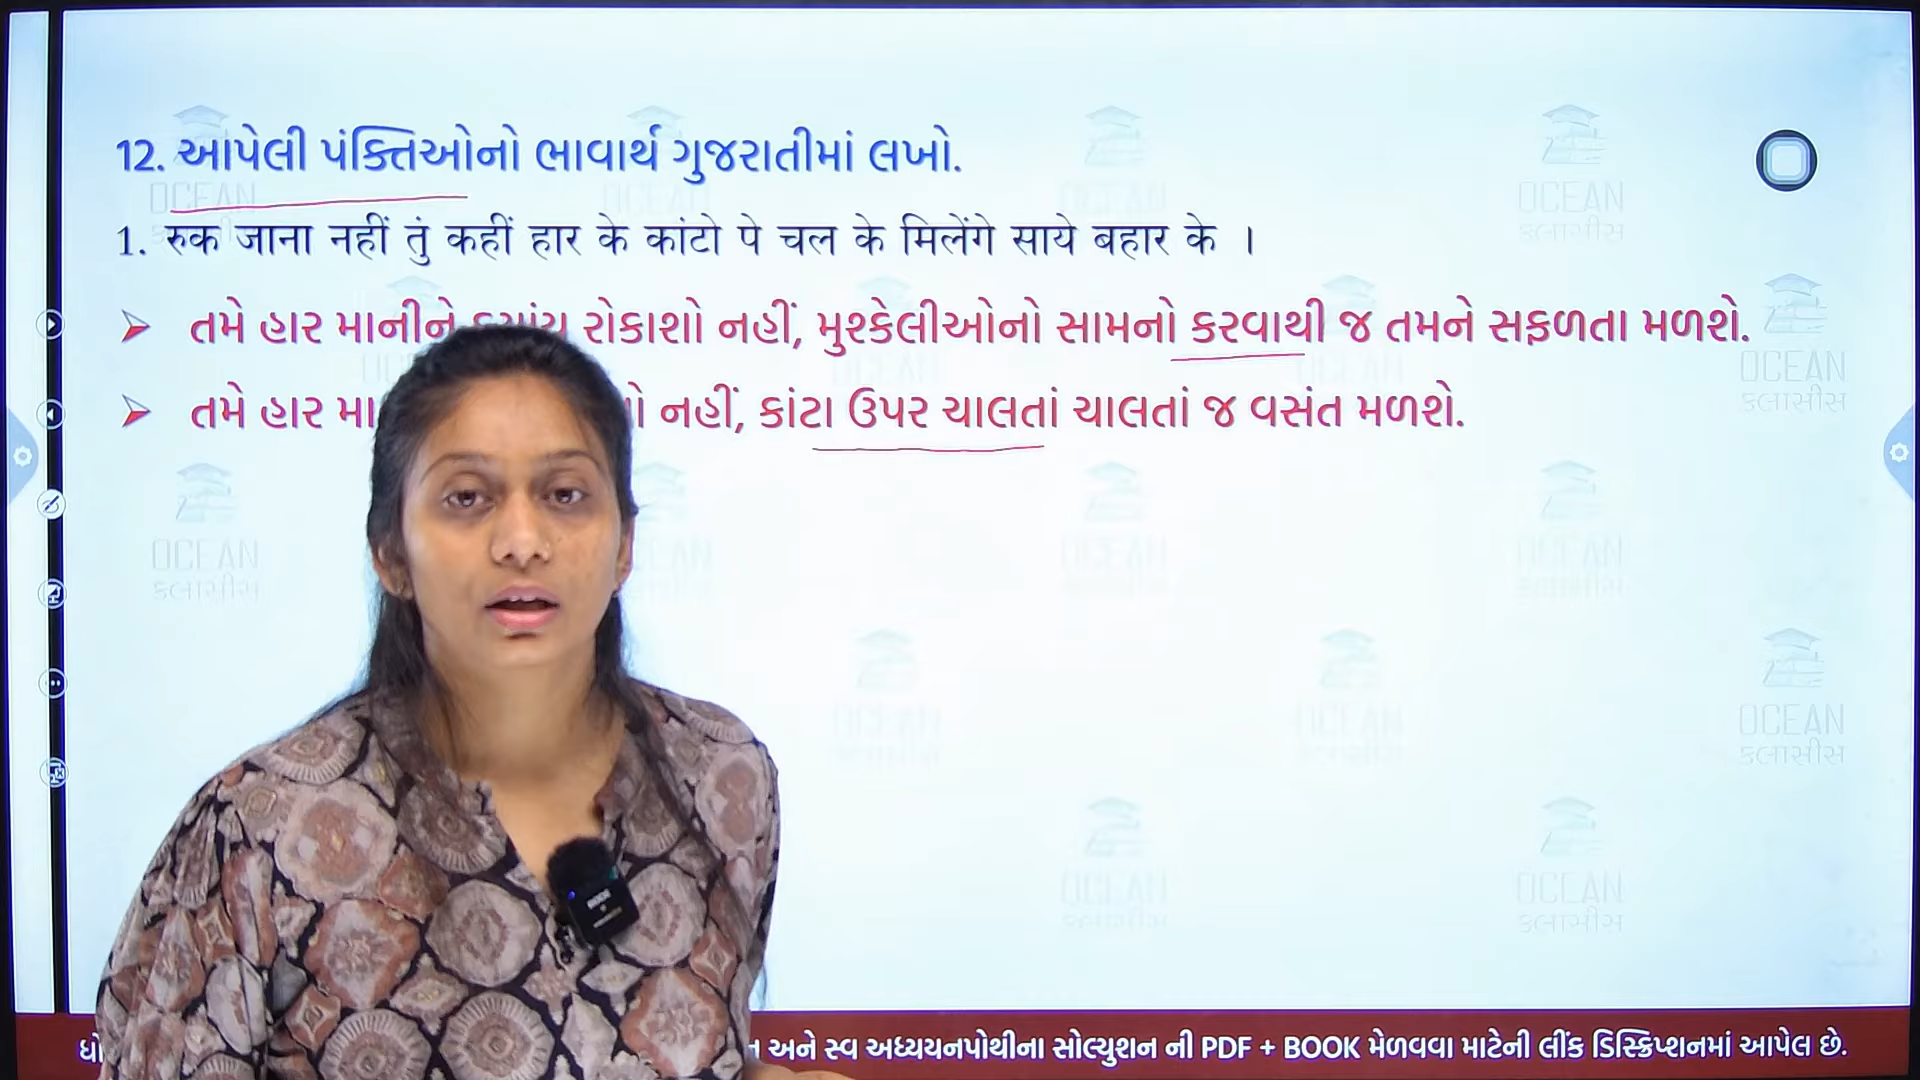 12. આપેલી પંક્તિઓનો ભાવાર્થ ગુજરાતીમાં લખો.
1. रुक जाना नहीं तुं कहीं हार के कांटो पे चल के मिलेंगे साये बहार के ।
તમે હાર માનીને ક્યાંય રોકાશો નહીં, મુશ્કેલીઓનો સામનો કરવાથી જ તમને સફળતા મળશે.
તમે હાર નહીં, કાંટા ઉપર ચાલતાં ચાલતાં જ વસંત મળશે.
OCEAN
ક્લાસીસ
અને સ્વ અધ્યયનપોથીના સોલ્યુશન ની PDF + BOOK મેળવવા માટેની લીંક ડિસ્ક્રિપ્શનમાં આપેલ છે.